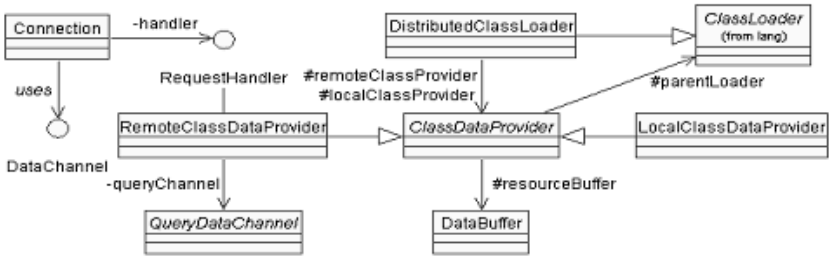 Connection
-handler
DistributedClassLoader
ClassLoader
(from lang)
uses
RequestHandler
#remoteClassProvider
#localClassProvider
#parentLoader
RemoteClassDataProvider
ClassDataProvider
LocalClassDataProvider
DataChannel
-queryChannel
#resourceBuffer
QueryDataChannel
DataBuffer